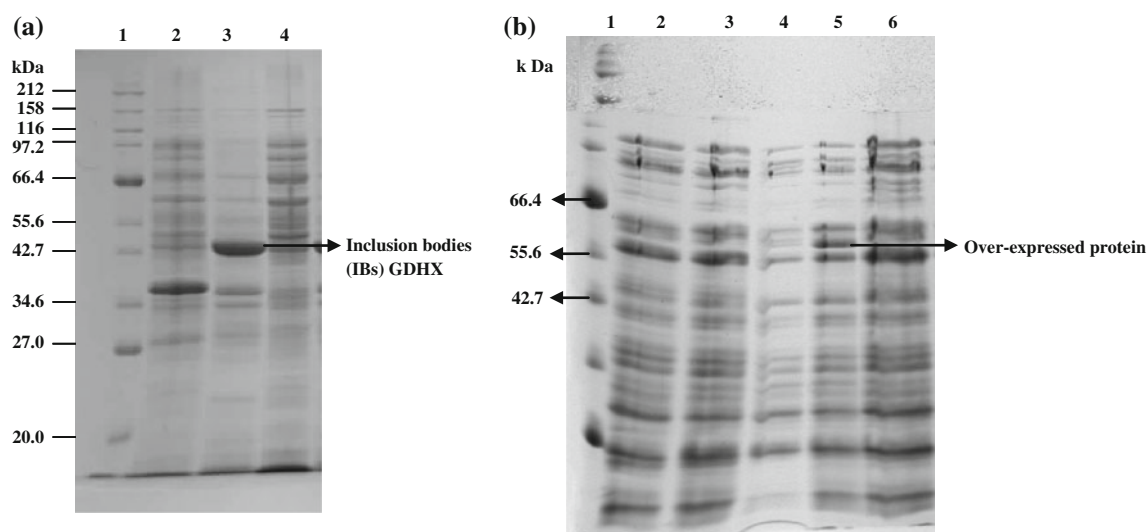 (a)
1 2 3 4
kDa
212
158
116
97.2
66.4
55.6
42.7
34.6
27.0
20.0
Inclusion bodies
(IBs) GDHX
(b)
1 2 3 4 5 6
k Da
66.4
55.6
42.7
Over-expressed protein